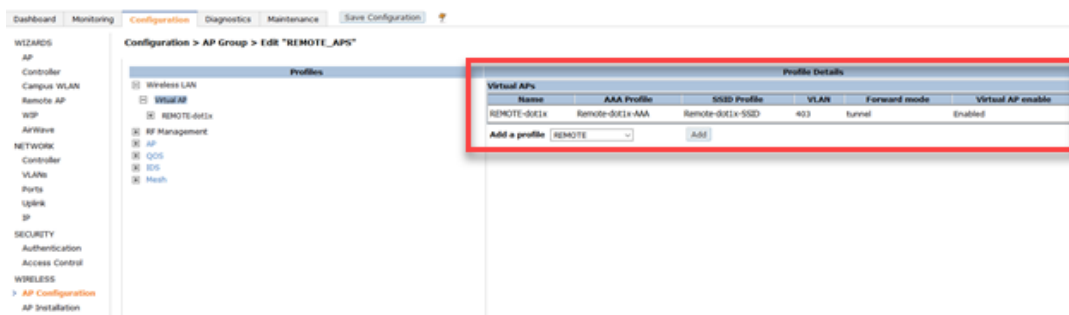 Dashboard Monitoring Configuration Diagnostics Maintenance Save Configuration
WIZARDS
AP
Controller
Campus WLAN
Remote AP
WIP
AirWave
NETWORK
Controller
VLANs
Ports
Uplink
IP
SECURITY
Authentication
Access Control
WIRELESS
> AP Configuration
AP Installation
Configuration > AP Group > Edit "REMOTE_APS"
Profiles
Wireless LAN
Virtual AP
REMOTE-dot1x
RF Management
AP
QOS
IDS
Mesh
Profile Details
Virtual APs
Name AAA Profile SSID Profile VLAN Forward mode Virtual AP enable
REMOTE-dot1x Remote-dot1x-AAA Remote-dot1x-SSID 403 tunnel Enabled
Add a profile REMOTE Add